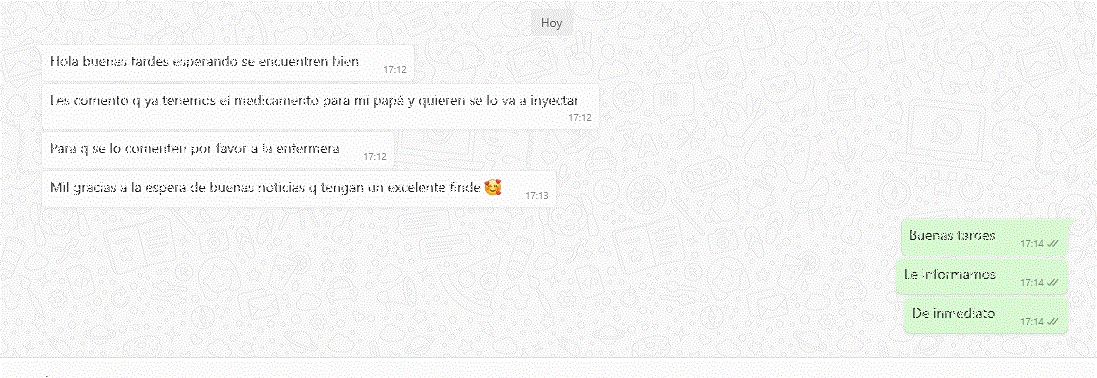 Hoy
Hola buenas tardes esperando se encuentren bien
17:12
Les comento q ya tenemos el medicamento para mi papá y quieren se lo va a inyectar
17:12
Para q se lo comenten por favor a la enfermera
17:12
Mil gracias a la espera de buenas noticias q tengan un excelente finde 🥰
17:13
Buenas tardes
17:14
Le informamos
17:14
De inmediato
17:14